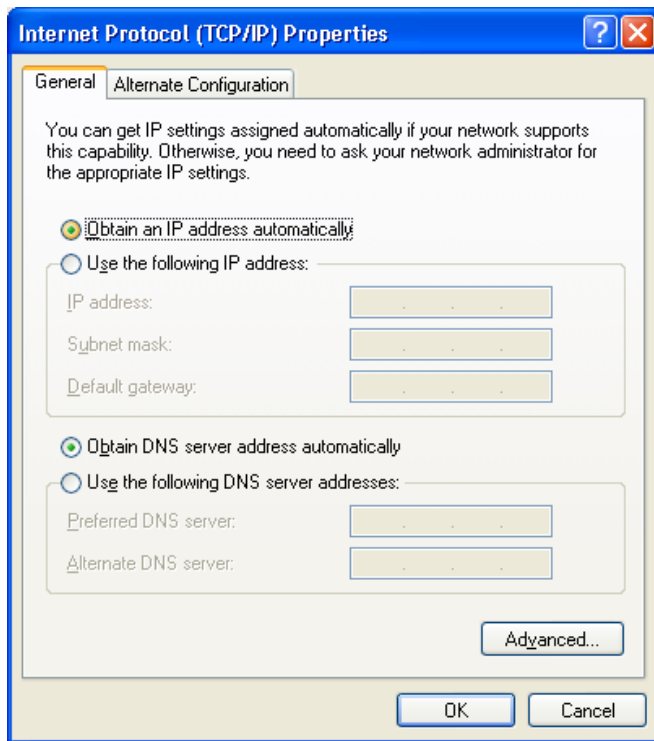 Internet Protocol (TCP/IP) Properties
General
Alternate Configuration
You can get IP settings assigned automatically if your network supports
this capability. Otherwise, you need to ask your network administrator for
the appropriate IP settings.
Obtain an IP address automatically
Use the following IP address:
IP address:
Subnet mask:
Default gateway:
Obtain DNS server address automatically
Use the following DNS server addresses:
Preferred DNS server:
Alternate DNS server:
Advanced...
OK
Cancel